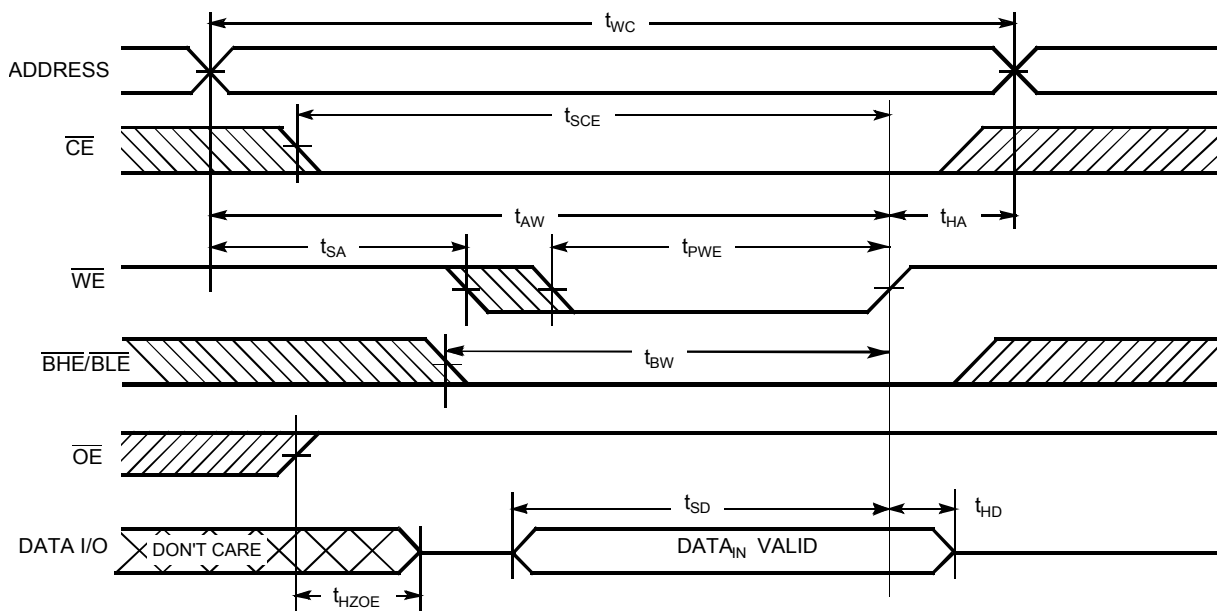 tWC
ADDRESS
tSCE
CE
tAW
tHA
tSA
tPWE
WE
BHE/BLE
tBW
OE
tSD
tHD
DATA I/O
DON'T CARE
DATAIN VALID
tHZOE